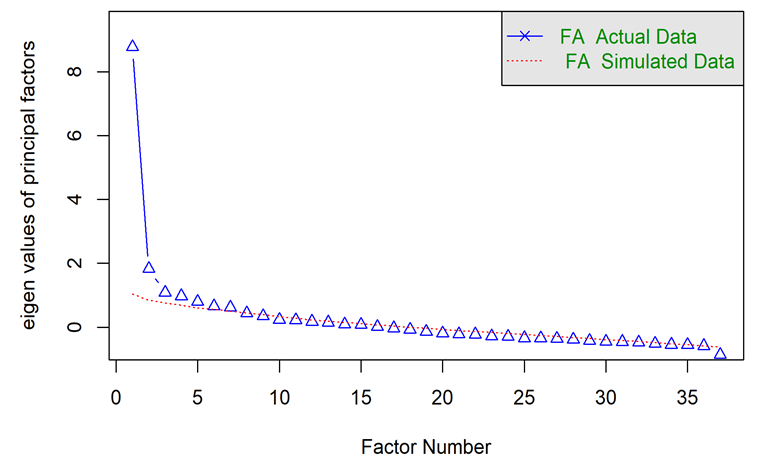 FA Actual Data
FA Simulated Data
eigen values of principal factors
8
6
4
2
0
0 5 10 15 20 25 30 35
Factor Number